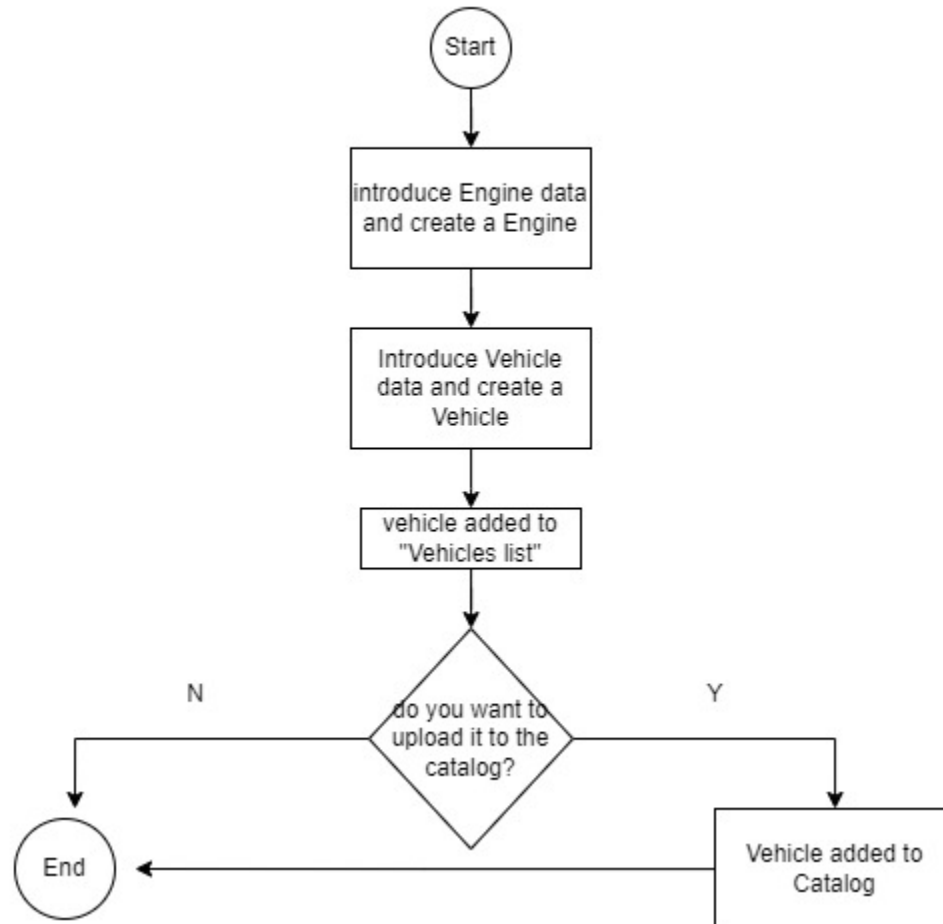 Start
introduce Engine data
and create a Engine
Introduce Vehicle
data and create a
Vehicle
vehicle added to
"Vehicles list"
N
Y
do you want to
upload it to the
catalog?
End
Vehicle added to
Catalog